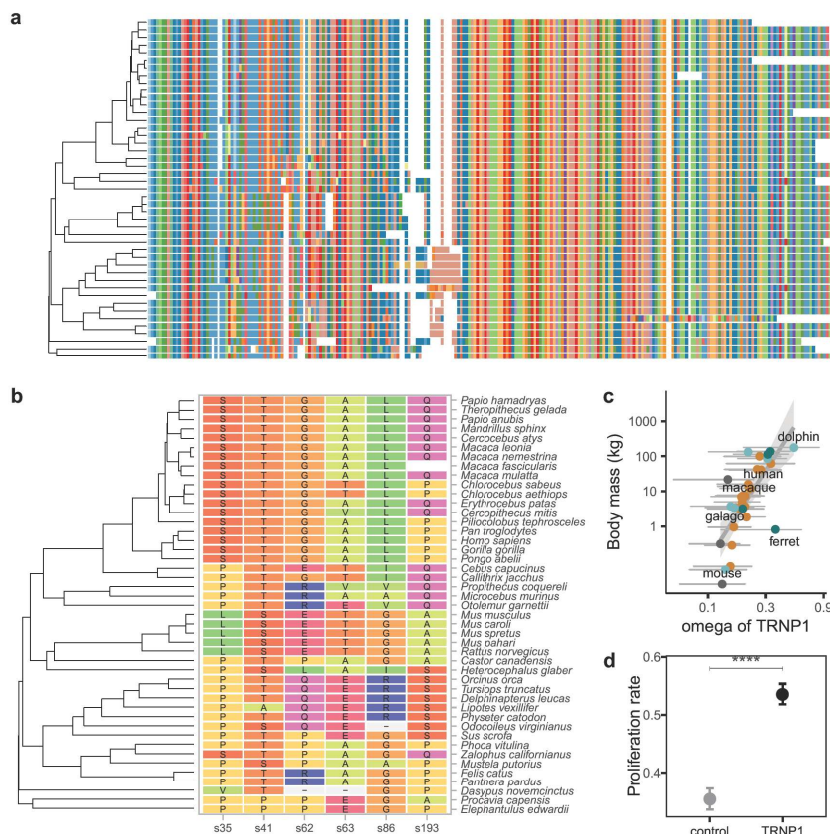 a
b
S T G A L Q Papio hamadryas
S T G A L Q Theropithecus gelada
S T G A L Q Papio anubis
S T G A L Q Mandrillus sphinx
S T G A L Q Cercocebus atys
S T G A L Q Macaca leonia
S T G A L Q Macaca nemestrina
S T G A L Macaca fascicularis
S T G A L Q Macaca mulatta
S T G T L P Chlorocebus sabeus
S T G T L P Chlorocebus aethiops
S T G A L Q Erythrocebus patas
S T G V L Q Cercopithecus mitis
S T G A L P Piliocolobus tephrosceles
S T G A L P Pan troglodytes
S T G A L P Homo sapiens
S T G A L P Gorilla gorilla
S T G A L P Pongo abelii
P T E T I Q Cebus capucinus
P T G T I Q Callithrix jacchus
P T R V V Q Propithecus coquereli
P T R A A Q Microcebus murinus
P T R E V Q Otolemur garnettii
L S E T G A Mus musculus
L S E T G A Mus caroli
L S E T G A Mus spretus
L S E T G A Mus pahari
L S E T G A Rattus norvegicus
P T P A G A Castor canadensis
P S L A I S Heterocephalus glaber
P T Q E R S Orcinus orca
P T Q E R S Tursiops truncatus
P T Q E R S Delphinapterus leucas
P A Q E R S Lipotes vexillifer
P T Q E R S Physeter catodon
P S Q E – S Odocoileus virginianus
P T P E G S Sus scrofa
P T P A G P Phoca vitulina
S T P A G Q Zalophus californianus
P S P A A P Mustela putorius
P T R A G P Felis catus
P T R A G P Panthera pardus
V T – – G P Dasypus novemcinctus
P P P E G A Procavia capensis
P P P E G P Elephantulus edwardii
s35 s41 s62 s63 s86 s193
c
Body mass (kg)
1000
100
10
1
dolphin
human
macaque
galago
ferret
mouse
0.1 0.3 0.9
omega of TRNP1
d
Proliferation rate
0.6
0.5
0.4
****
control TRNP1